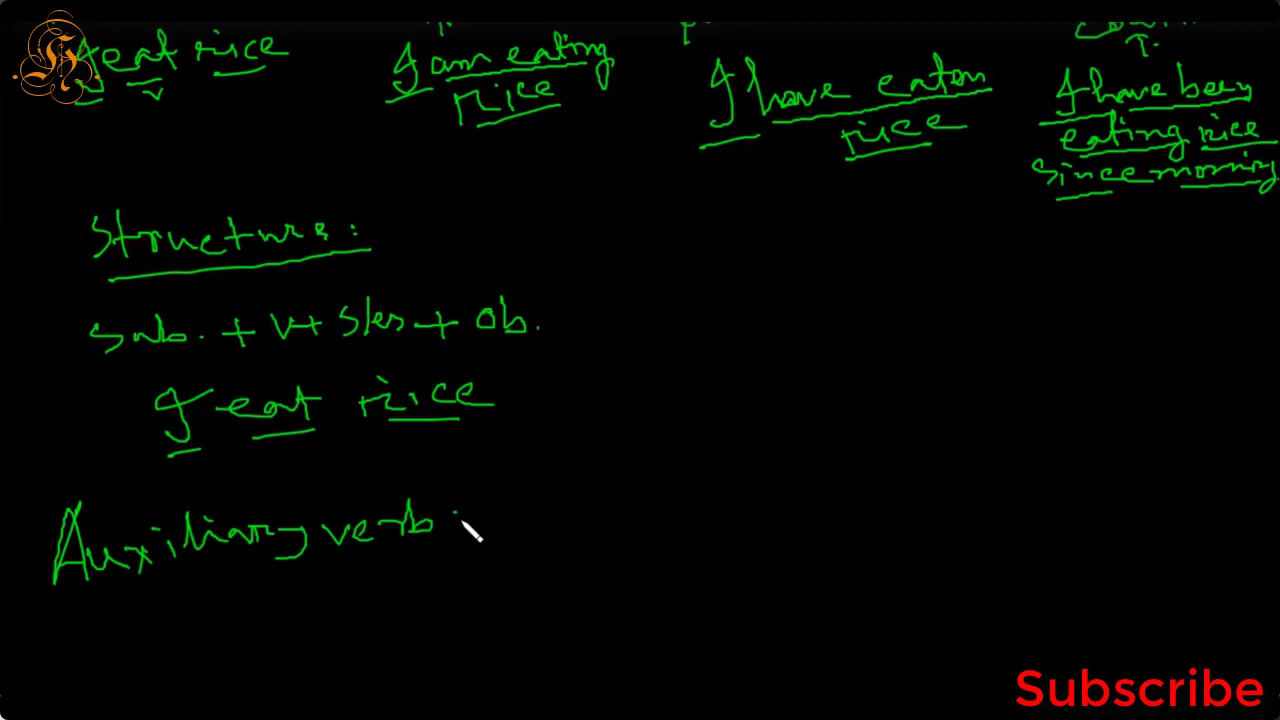 I eat rice
I am eating
rice
I have eaten
rice
I have been
eating rice
since morning
Structure:
Sub. + V + s/es + ob.
I eat rice
Auxiliary verb :
Subscribe